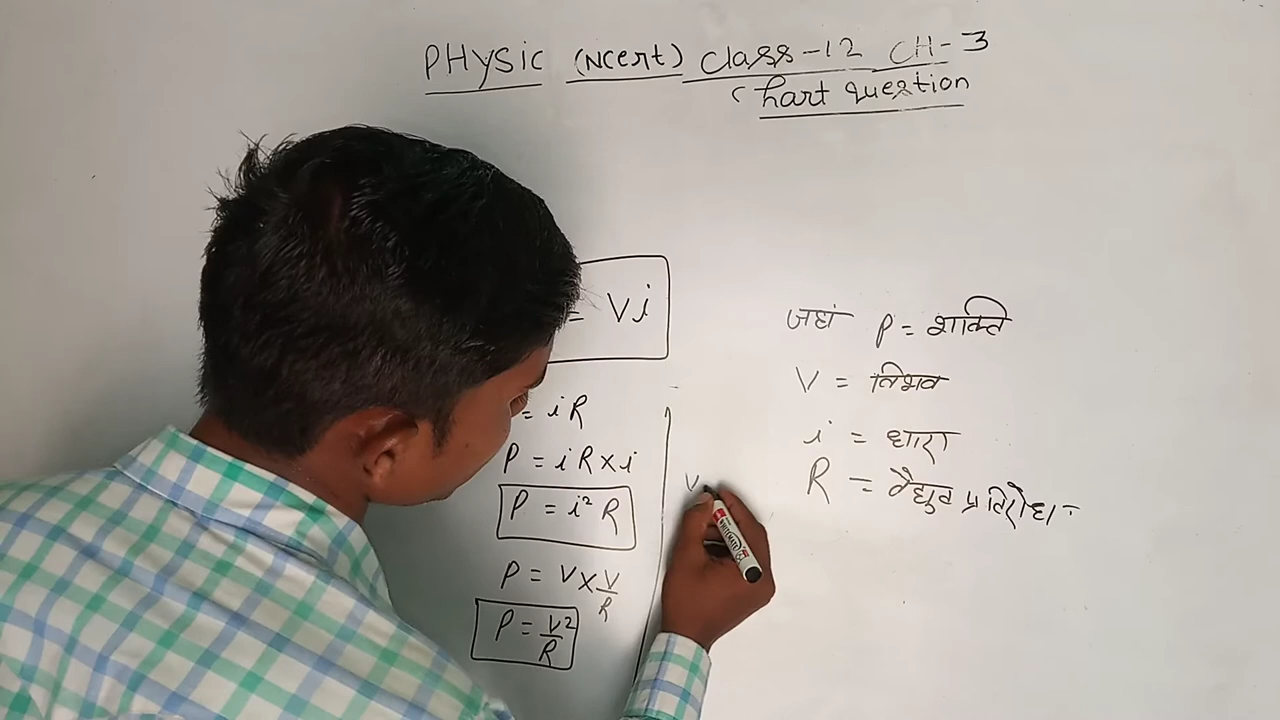 PHYSIC (NCERT) Class-12 CH-3
Chart question
= Vi
= iR
P = iR×i
P = i² R
P = V×V/R
P = V²/R
V
जहां P = शक्ति
V = विभव
i = धारा
R = वैद्युत प्रतिरोध